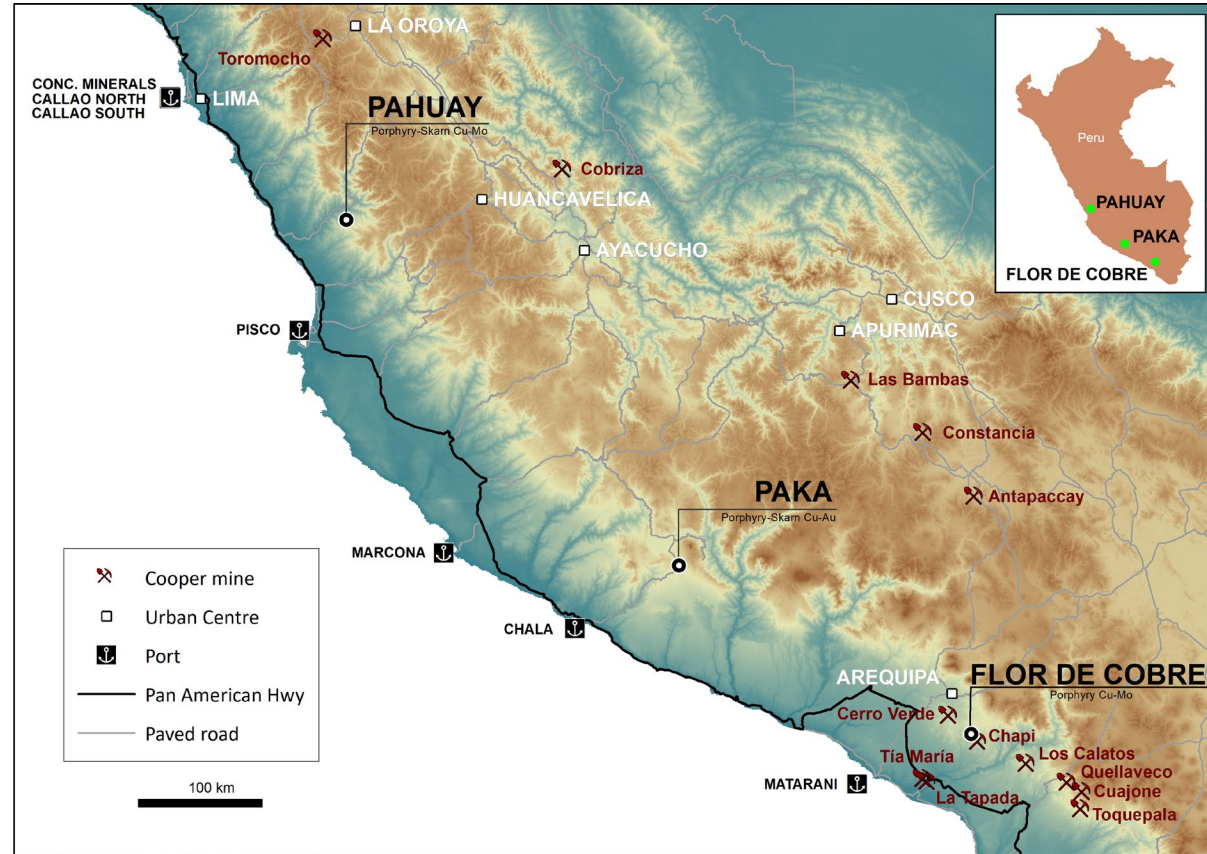 LA OROYA
Toromocho
CONC. MINERALS
CALLAO NORTH
CALLAO SOUTH
LIMA
PAHUAY
Porphyry-Skarn Cu-Mo
Cobriza
HUANCAVELICA
AYACUCHO
Peru
PAHUAY
PAKA
FLOR DE COBRE
CUSCO
APURIMAC
PISCO
Las Bambas
Constancia
PAKA
Porphyry-Skarn Cu-Au
Antapaccay
MARCONA
CHALA
Cooper mine
Urban Centre
Port
Pan American Hwy
Paved road
100 km
AREQUIPA
FLOR DE COBRE
Porphyry Cu-Mo
Cerro Verde
Chapi
Tía María
Los Calatos
Quellaveco
MATARANI
La Tapada
Cuajone
Toquepala